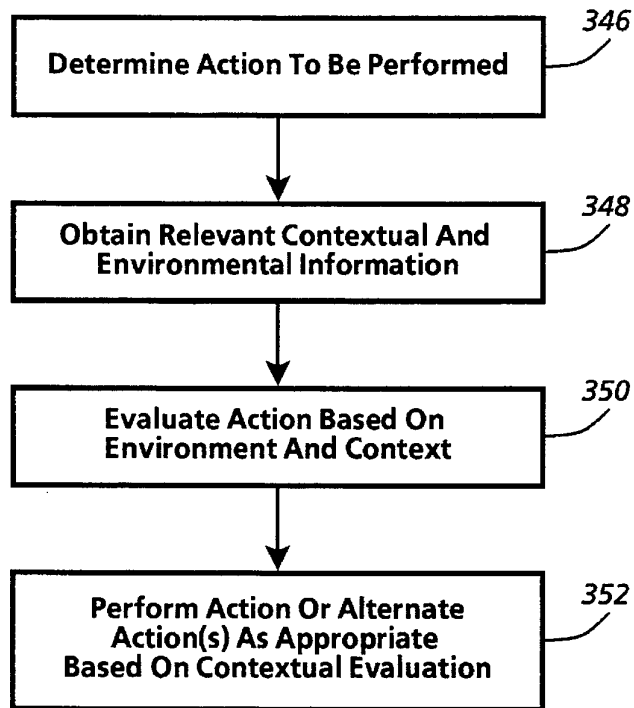 346
Determine Action To Be Performed
348
Obtain Relevant Contextual And
Environmental Information
350
Evaluate Action Based On
Environment And Context
352
Perform Action Or Alternate
Action(s) As Appropriate
Based On Contextual Evaluation